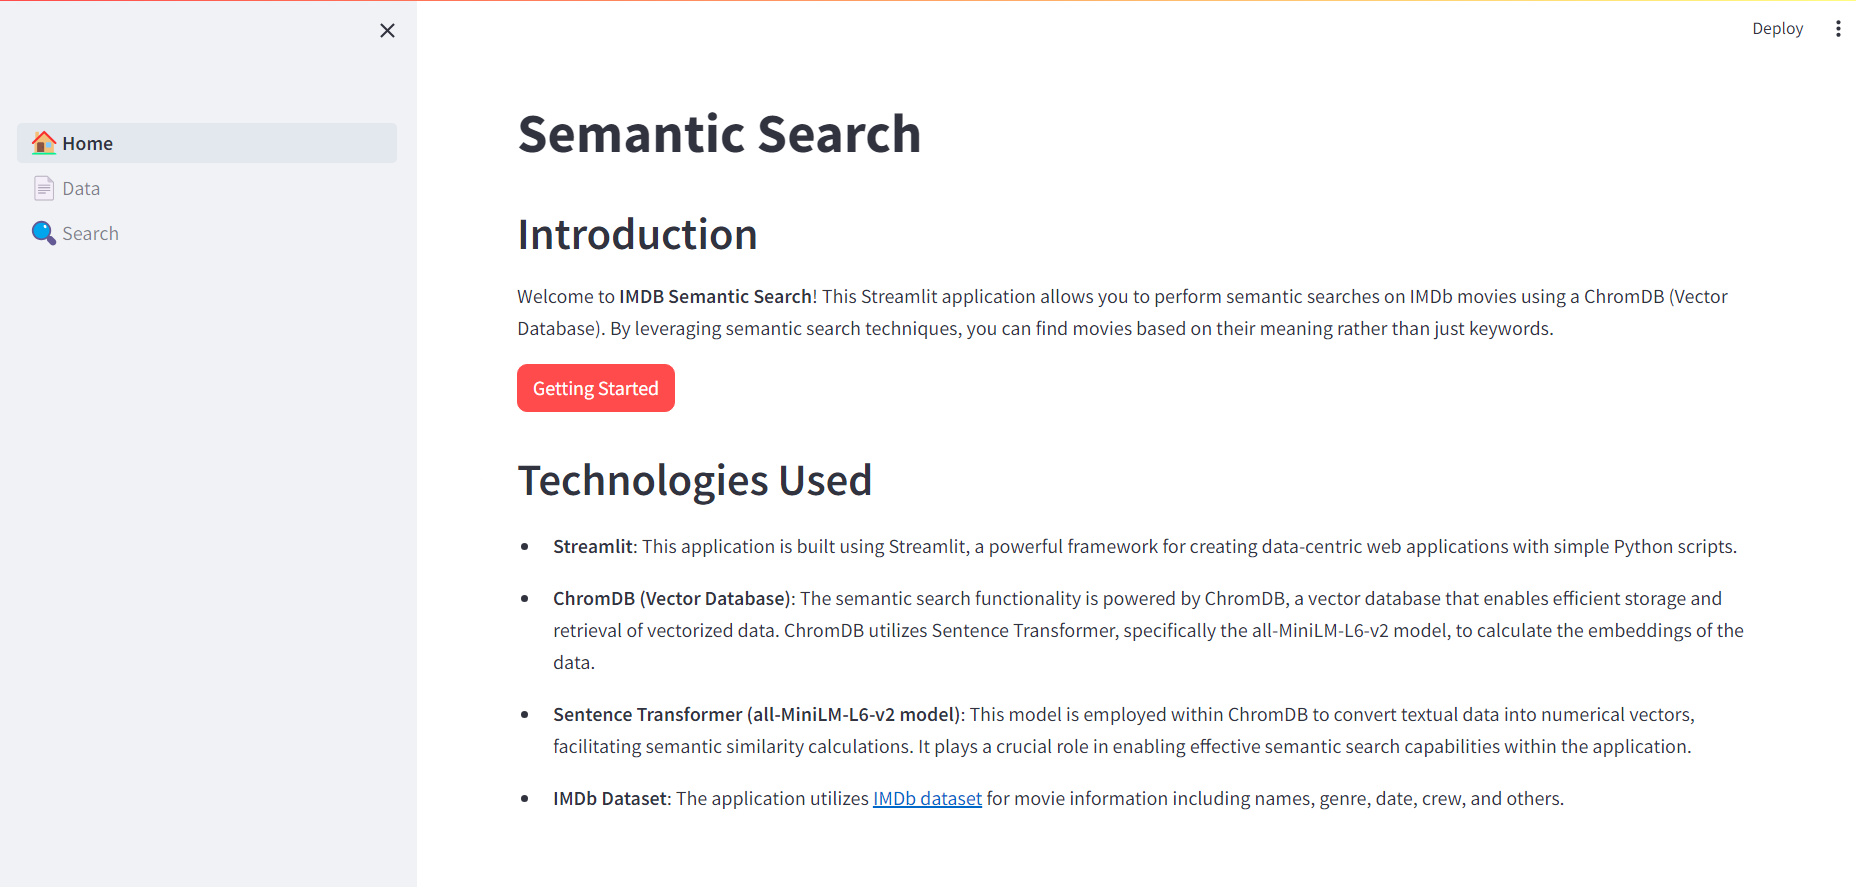 Deploy
Home
Data
Search
Semantic Search
Introduction
Welcome to IMDB Semantic Search! This Streamlit application allows you to perform semantic searches on IMDb movies using a ChromDB (Vector
Database). By leveraging semantic search techniques, you can find movies based on their meaning rather than just keywords.
Getting Started
Technologies Used
• Streamlit: This application is built using Streamlit, a powerful framework for creating data-centric web applications with simple Python scripts.
• ChromDB (Vector Database): The semantic search functionality is powered by ChromDB, a vector database that enables efficient storage and
retrieval of vectorized data. ChromDB utilizes Sentence Transformer, specifically the all-MiniLM-L6-v2 model, to calculate the embeddings of the
data.
• Sentence Transformer (all-MiniLM-L6-v2 model): This model is employed within ChromDB to convert textual data into numerical vectors,
facilitating semantic similarity calculations. It plays a crucial role in enabling effective semantic search capabilities within the application.
• IMDb Dataset: The application utilizes IMDb dataset for movie information including names, genre, date, crew, and others.